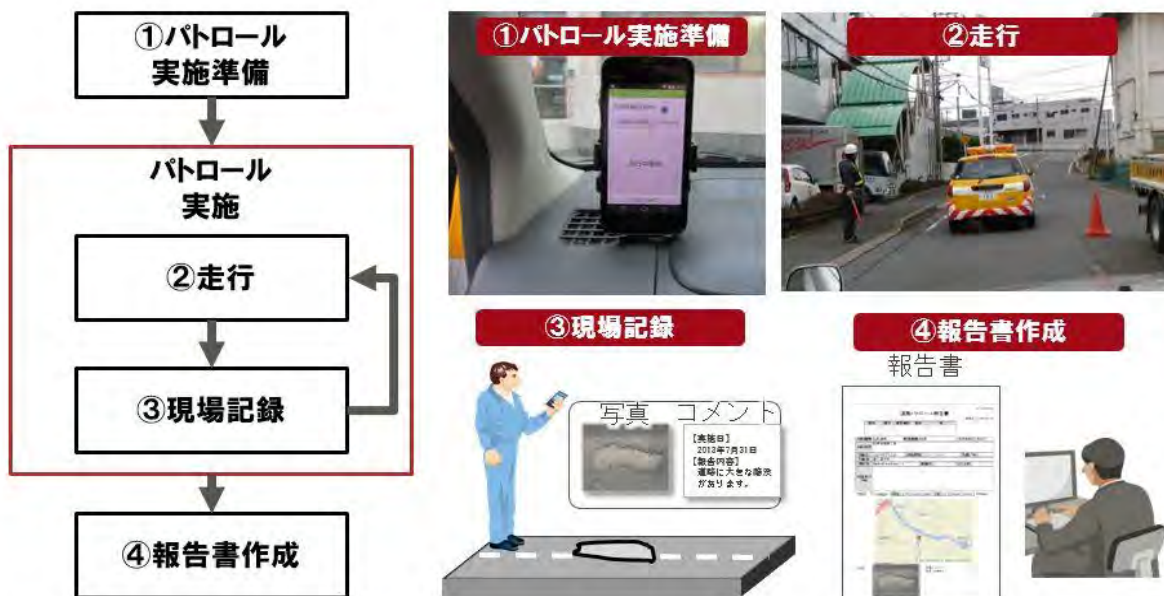 ①パトロール
実施準備
パトロール
実施
②走行
③現場記録
④報告書作成
①パトロール実施準備
②走行
③現場記録
写真 コメント
【実施日】
2013年7月31日
【報告内容】
道路に大きな陥没
があります。
④報告書作成
報告書